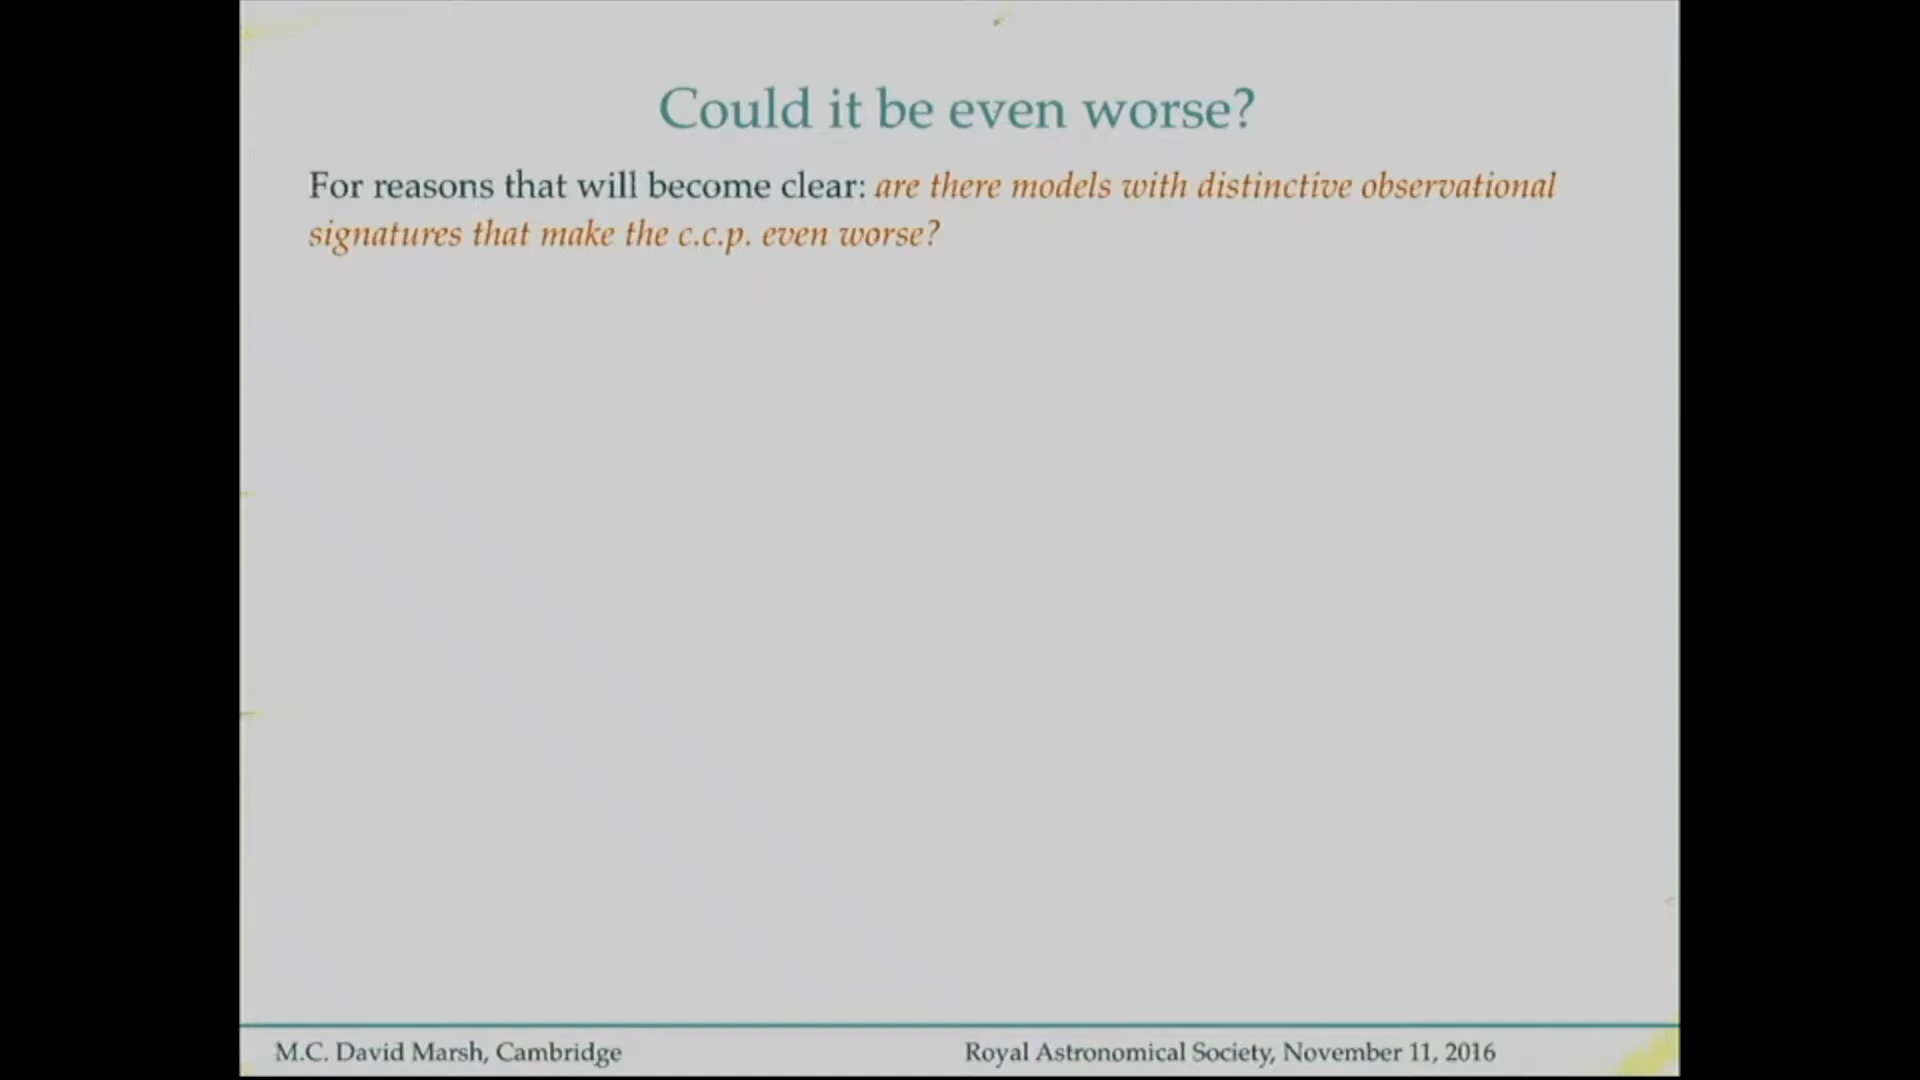 Could it be even worse?
For reasons that will become clear: are there models with distinctive observational
signatures that make the c.c.p. even worse?
M.C. David Marsh, Cambridge
Royal Astronomical Society, November 11, 2016